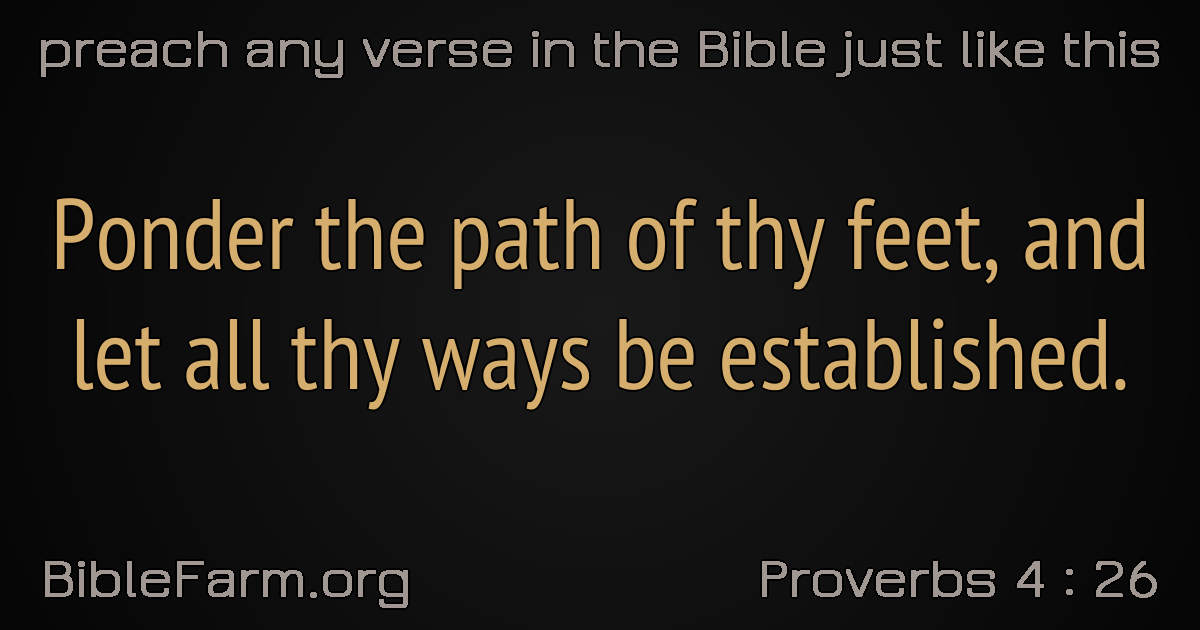 preach any verse in the Bible just like this
Ponder the path of thy feet, and
let all thy ways be established.
BibleFarm.org
Proverbs 4 : 26